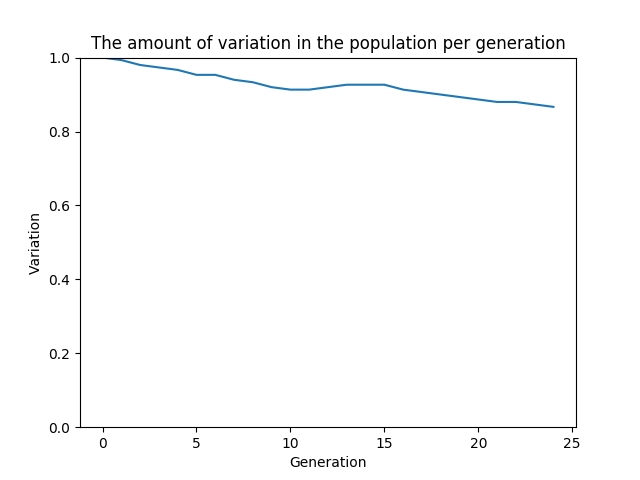 The amount of variation in the population per generation
1.0
0.8
0.6
0.4
0.2
0.0
Variation
0 5 10 15 20 25
Generation